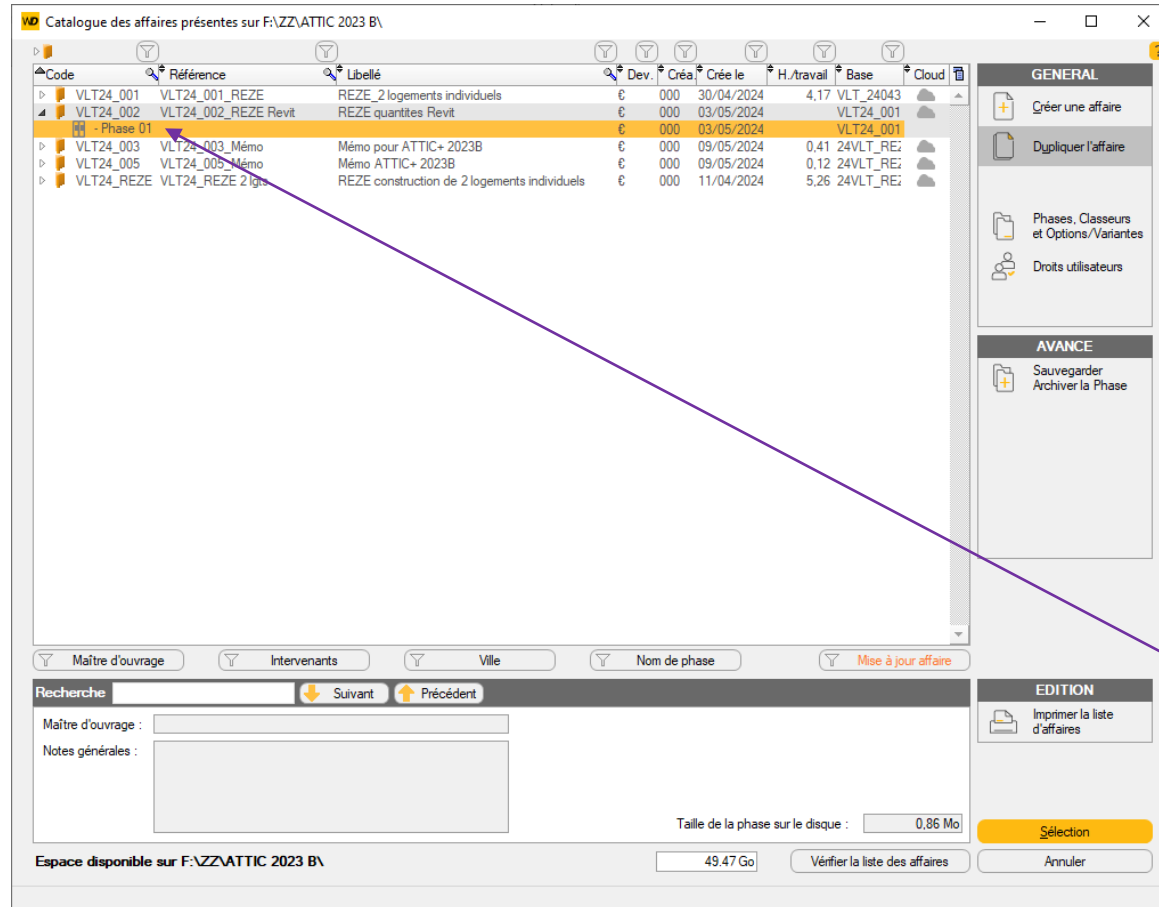 WD Catalogue des affaires présentes sur F:\ZZ\ATTIC 2023 B\
Code Référence Libellé Dev. Créa. Crée le H./travail Base Cloud
VLT24_001 VLT24_001_REZE REZE_2 logements individuels € 000 30/04/2024 4,17 VLT_24043
VLT24_002 VLT24_002_REZE Revit REZE quantites Revit € 000 03/05/2024 VLT24_001
- Phase 01 € 000 03/05/2024 VLT24_001
VLT24_003 VLT24_003_Mémo Mémo pour ATTIC+ 2023B € 000 09/05/2024 0,41 24VLT_REZ
VLT24_005 VLT24_005_Mémo Mémo ATTIC+ 2023B € 000 09/05/2024 0,12 24VLT_REZ
VLT24_REZE VLT24_REZE 2 lgts REZE construction de 2 logements individuels € 000 11/04/2024 5,26 24VLT_REZ
Maître d'ouvrage Intervenants Ville Nom de phase Mise à jour affaire
Recherche Suivant Précédent
Maître d'ouvrage :
Notes générales :
Taille de la phase sur le disque : 0,86 Mo
Espace disponible sur F:\ZZ\ATTIC 2023 B\ 49.47 Go Vérifier la liste des affaires
?
GENERAL
Créer une affaire
Dupliquer l'affaire
Phases, Classeurs
et Options/Variantes
Droits utilisateurs
AVANCE
Sauvegarder
Archiver la Phase
EDITION
Imprimer la liste
d'affaires
Sélection
Annuler